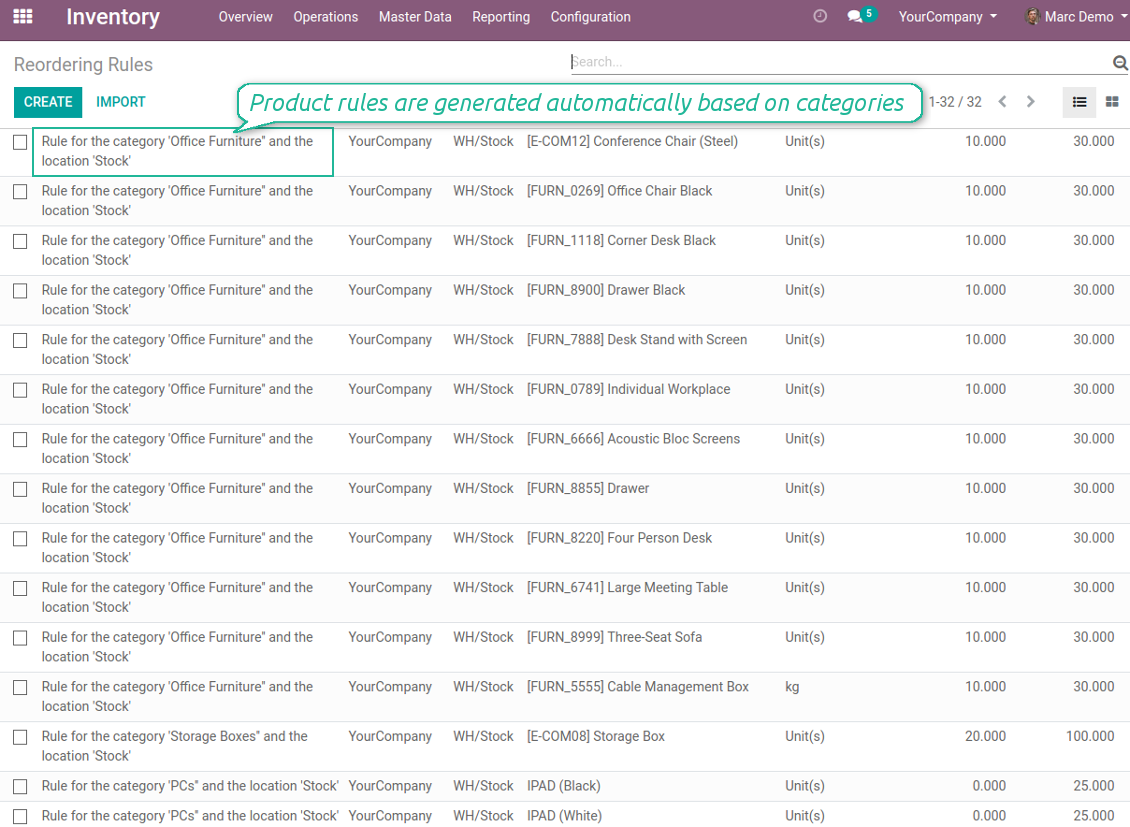 Inventory Overview Operations Master Data Reporting Configuration 5 YourCompany Marc Demo
Reordering Rules Search...
CREATE IMPORT Product rules are generated automatically based on categories 1-32 / 32
Rule for the category 'Office Furniture'' and the YourCompany WH/Stock [E-COM12] Conference Chair (Steel) Unit(s) 10.000 30.000
location 'Stock'
Rule for the category 'Office Furniture'' and the YourCompany WH/Stock [FURN_0269] Office Chair Black Unit(s) 10.000 30.000
location 'Stock'
Rule for the category 'Office Furniture'' and the YourCompany WH/Stock [FURN_1118] Corner Desk Black Unit(s) 10.000 30.000
location 'Stock'
Rule for the category 'Office Furniture'' and the YourCompany WH/Stock [FURN_8900] Drawer Black Unit(s) 10.000 30.000
location 'Stock'
Rule for the category 'Office Furniture'' and the YourCompany WH/Stock [FURN_7888] Desk Stand with Screen Unit(s) 10.000 30.000
location 'Stock'
Rule for the category 'Office Furniture'' and the YourCompany WH/Stock [FURN_0789] Individual Workplace Unit(s) 10.000 30.000
location 'Stock'
Rule for the category 'Office Furniture'' and the YourCompany WH/Stock [FURN_6666] Acoustic Bloc Screens Unit(s) 10.000 30.000
location 'Stock'
Rule for the category 'Office Furniture'' and the YourCompany WH/Stock [FURN_8855] Drawer Unit(s) 10.000 30.000
location 'Stock'
Rule for the category 'Office Furniture'' and the YourCompany WH/Stock [FURN_8220] Four Person Desk Unit(s) 10.000 30.000
location 'Stock'
Rule for the category 'Office Furniture'' and the YourCompany WH/Stock [FURN_6741] Large Meeting Table Unit(s) 10.000 30.000
location 'Stock'
Rule for the category 'Office Furniture'' and the YourCompany WH/Stock [FURN_8999] Three-Seat Sofa Unit(s) 10.000 30.000
location 'Stock'
Rule for the category 'Office Furniture'' and the YourCompany WH/Stock [FURN_5555] Cable Management Box kg 10.000 30.000
location 'Stock'
Rule for the category 'Storage Boxes'' and the YourCompany WH/Stock [E-COM08] Storage Box Unit(s) 20.000 100.000
location 'Stock'
Rule for the category 'PCs'' and the location 'Stock' YourCompany WH/Stock IPAD (Black) Unit(s) 0.000 25.000
Rule for the category 'PCs'' and the location 'Stock' YourCompany WH/Stock IPAD (White) Unit(s) 0.000 25.000